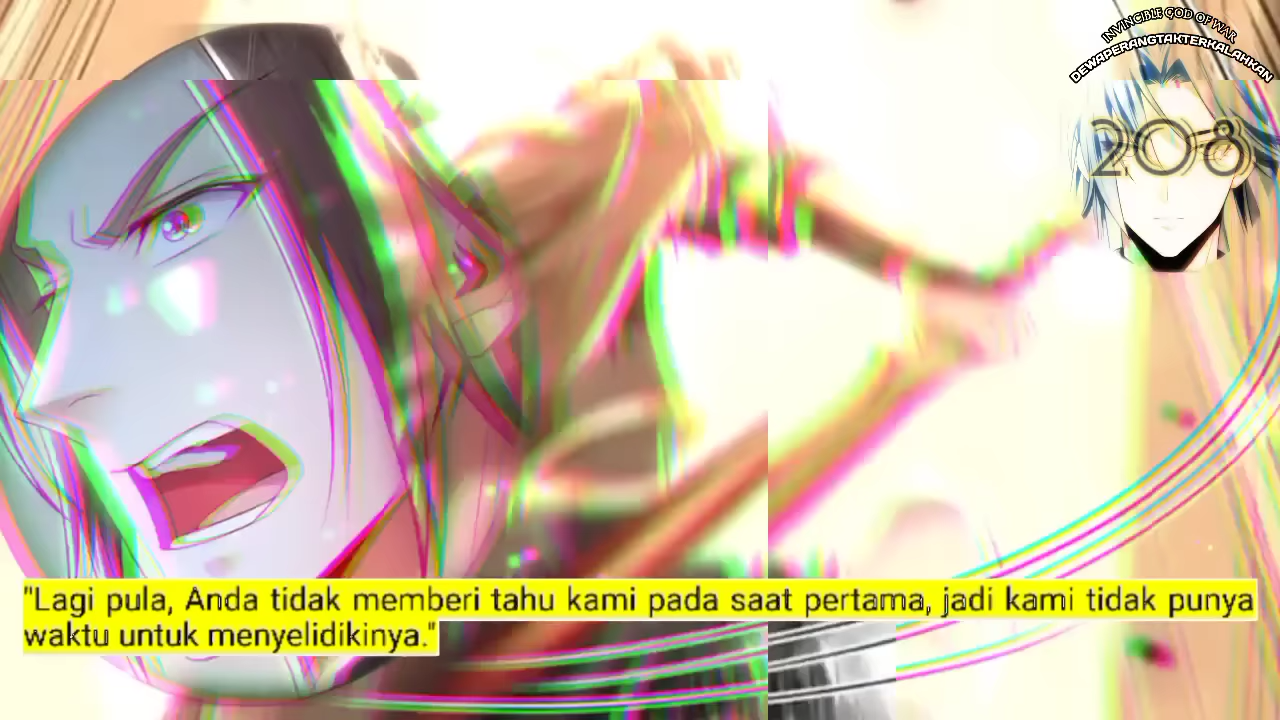 INVINCIBLE GOD OF WAR
DEWAPERANGTAKTERKALAHKAN
208
"Lagi pula, Anda tidak memberi tahu kami pada saat pertama, jadi kami tidak punya
waktu untuk menyelidikinya."